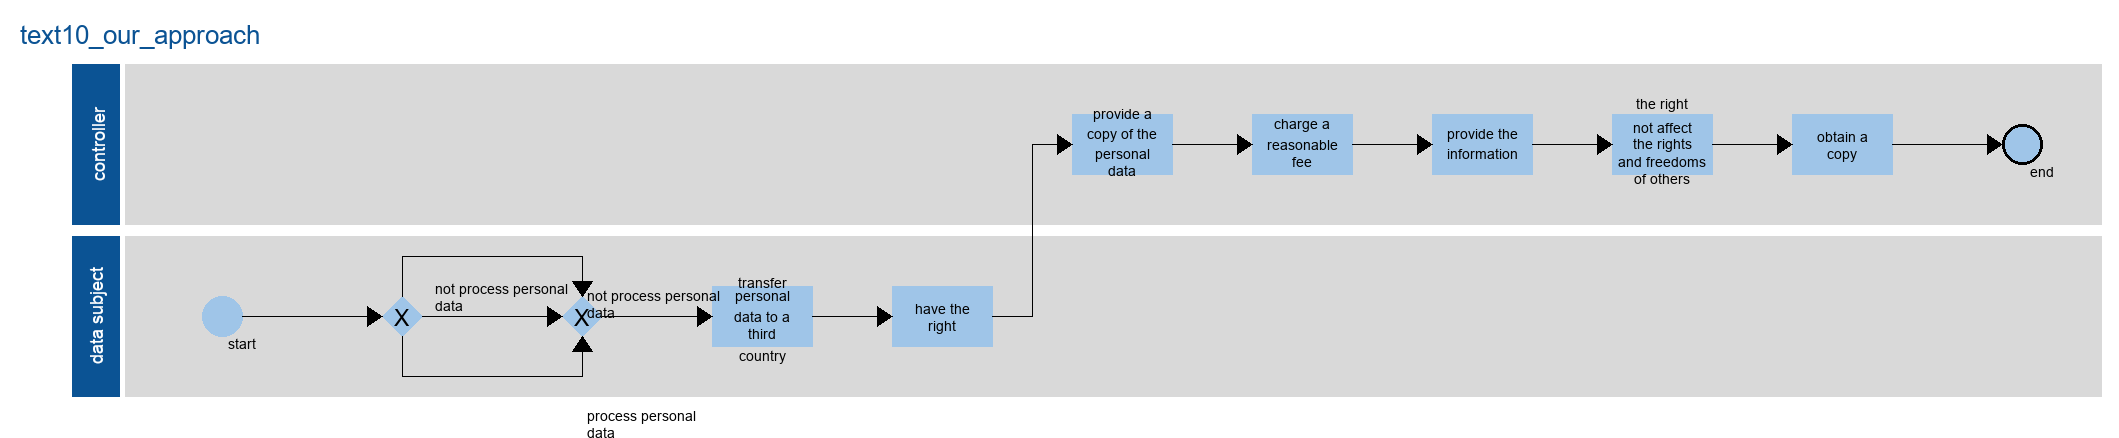 text10_our_approach
controller
provide a
copy of the
personal
data
charge a
reasonable
fee
provide the
information
the right
not affect
the rights
and freedoms
of others
obtain a
copy
end
data subject
start
X
not process personal
data
X
not process personal
data
transfer
personal
data to a
third
country
have the
right
process personal
data